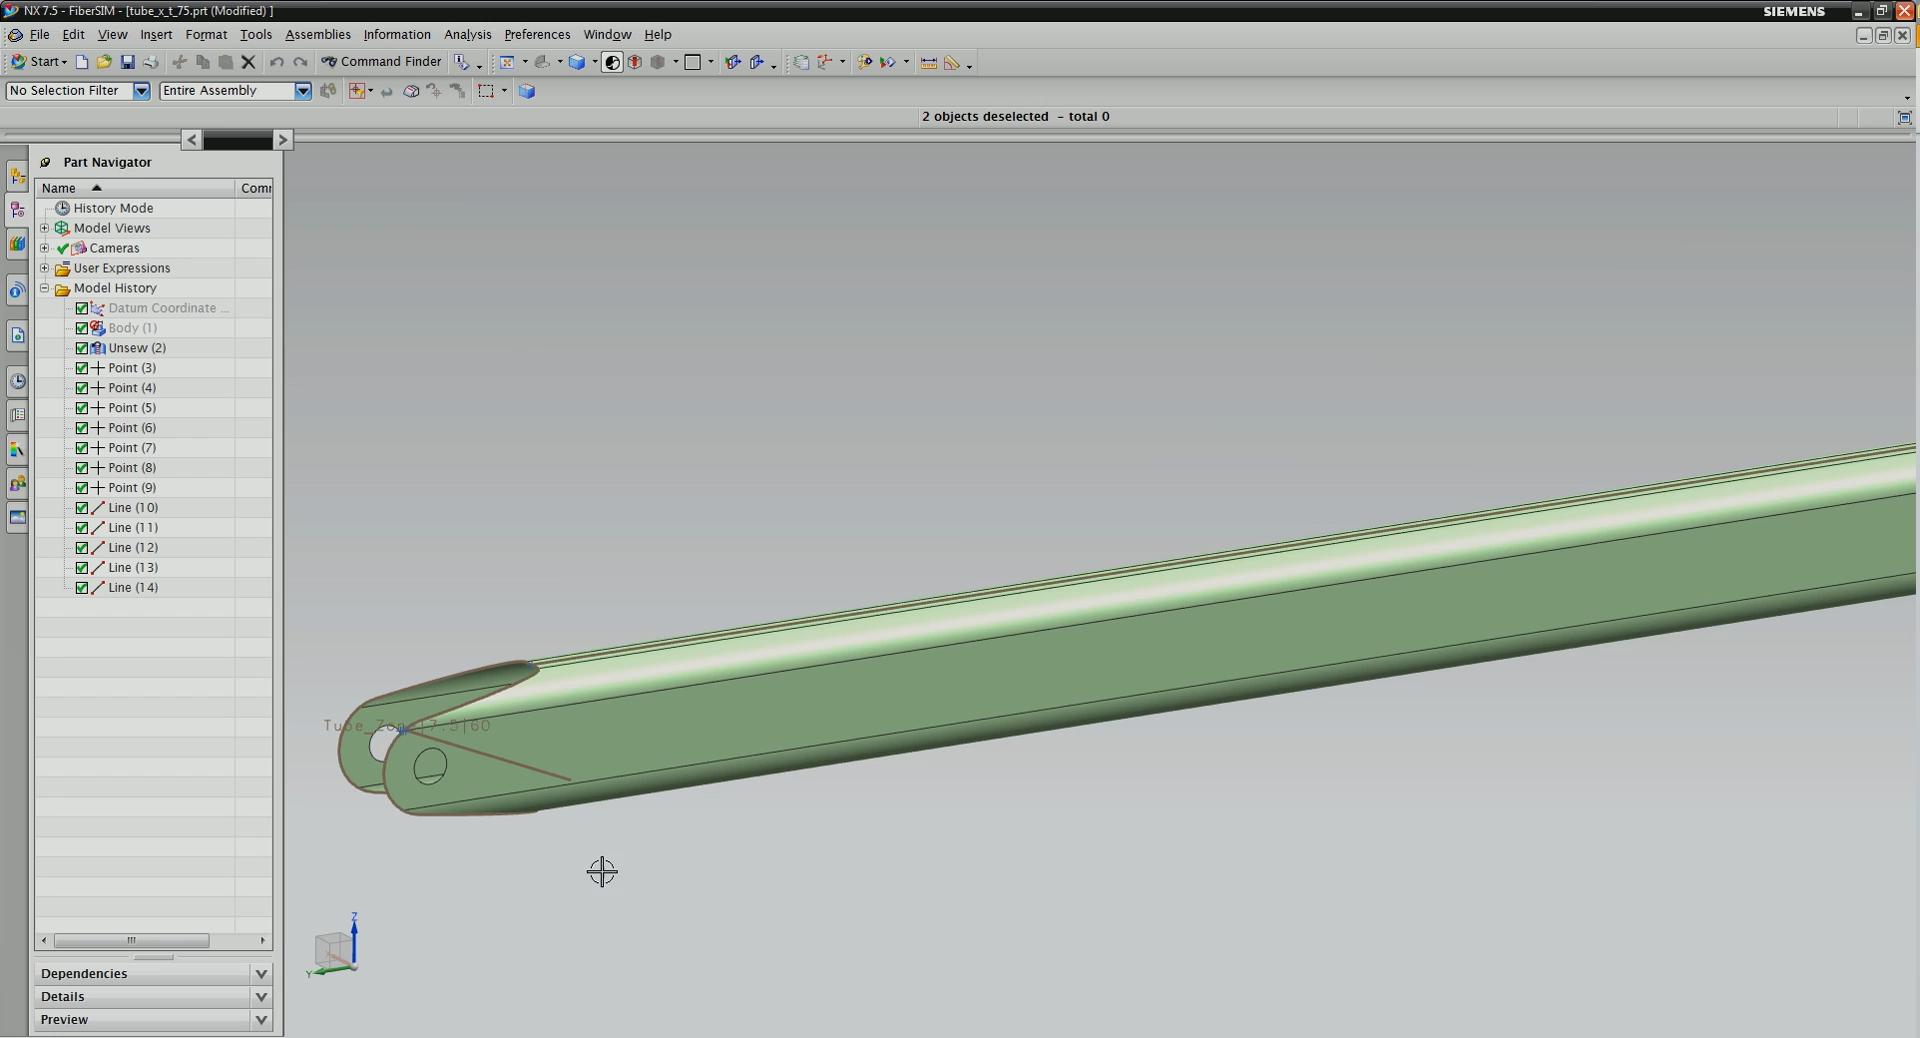 NX 7.5 - FiberSIM - [tube_x_t_75.prt (Modified) ]
SIEMENS
File Edit View Insert Format Tools Assemblies Information Analysis Preferences Window Help
Start Command Finder
No Selection Filter Entire Assembly
2 objects deselected - total 0
Part Navigator
Name Comr
History Mode
Model Views
Cameras
User Expressions
Model History
Datum Coordinate ...
Body (1)
Unsew (2)
Point (3)
Point (4)
Point (5)
Point (6)
Point (7)
Point (8)
Point (9)
Line (10)
Line (11)
Line (12)
Line (13)
Line (14)
Z
Y
Dependencies
Details
Preview